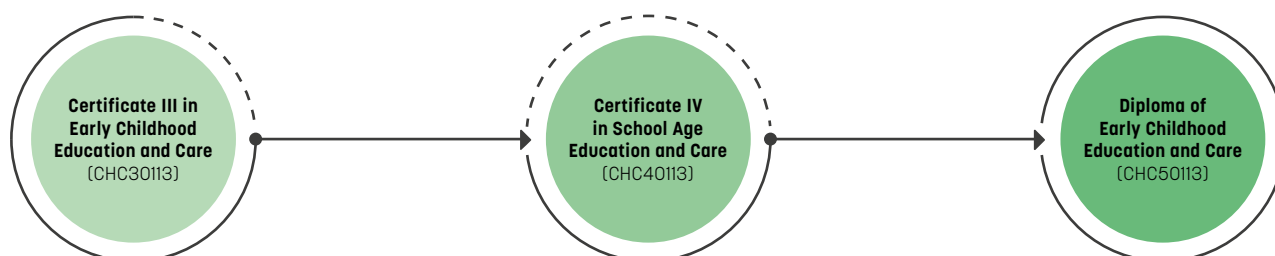 Certificate III in
Early Childhood
Education and Care
(CHC30113)
Certificate IV
in School Age
Education and Care
(CHC40113)
Diploma of
Early Childhood
Education and Care
(CHC50113)